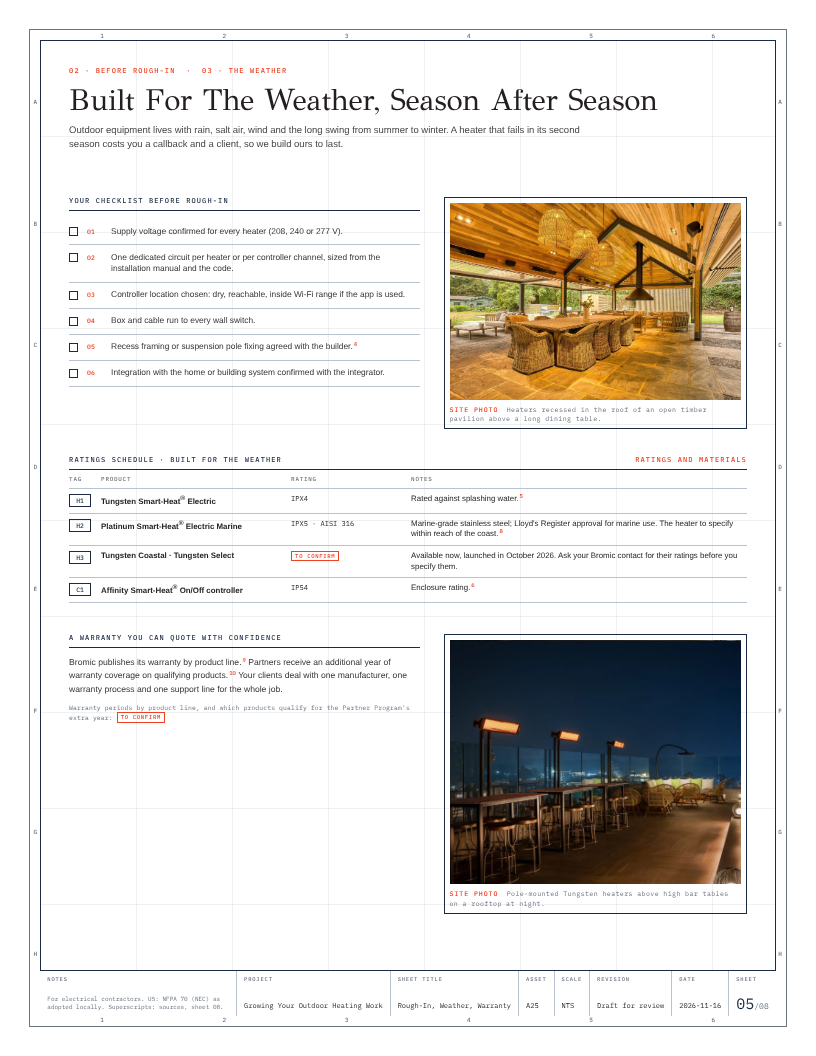 1 2 3 4 5 6
A A
B B
C C
D D
E E
F F
G G
H H
02 · BEFORE ROUGH-IN · 03 · THE WEATHER
Built For The Weather, Season After Season
Outdoor equipment lives with rain, salt air, wind and the long swing from summer to winter. A heater that fails in its second
season costs you a callback and a client, so we build ours to last.
YOUR CHECKLIST BEFORE ROUGH-IN
01 Supply voltage confirmed for every heater (208, 240 or 277 V).
02 One dedicated circuit per heater or per controller channel, sized from the
installation manual and the code.
03 Controller location chosen: dry, reachable, inside Wi-Fi range if the app is used.
04 Box and cable run to every wall switch.
05 Recess framing or suspension pole fixing agreed with the builder.4
06 Integration with the home or building system confirmed with the integrator.
SITE PHOTO Heaters recessed in the roof of an open timber
pavilion above a long dining table.
RATINGS SCHEDULE · BUILT FOR THE WEATHER RATINGS AND MATERIALS
TAG PRODUCT RATING NOTES
H1 Tungsten Smart-Heat® Electric IPX4 Rated against splashing water.5
H2 Platinum Smart-Heat® Electric Marine IPX5 · AISI 316 Marine-grade stainless steel; Lloyd's Register approval for marine use. The heater to specify
within reach of the coast.8
H3 Tungsten Coastal · Tungsten Select TO CONFIRM Available now, launched in October 2026. Ask your Bromic contact for their ratings before you
specify them.
C1 Affinity Smart-Heat® On/Off controller IP54 Enclosure rating.6
A WARRANTY YOU CAN QUOTE WITH CONFIDENCE
Bromic publishes its warranty by product line.9 Partners receive an additional year of
warranty coverage on qualifying products.10 Your clients deal with one manufacturer, one
warranty process and one support line for the whole job.
Warranty periods by product line, and which products qualify for the Partner Program's
extra year: TO CONFIRM
SITE PHOTO Pole-mounted Tungsten heaters above high bar tables
on a rooftop at night.
NOTES
For electrical contractors. US: NFPA 70 (NEC) as
adopted locally. Superscripts: sources, sheet 08.
PROJECT
Growing Your Outdoor Heating Work
SHEET TITLE
Rough-In, Weather, Warranty
ASSET
A25
SCALE
NTS
REVISION
Draft for review
DATE
2026-11-16
SHEET
05/08
1 2 3 4 5 6